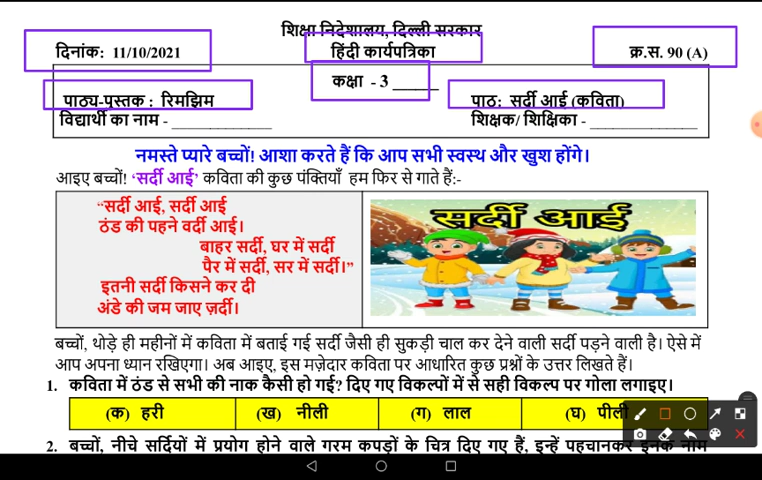 शिक्षा निदेशालय, दिल्ली सरकार
दिनांक: 11/10/2021 हिंदी कार्यपत्रिका क्र.स. 90 (A)
कक्षा - 3 ______
पाठ्य-पुस्तक : रिमझिम पाठ: सर्दी आई (कविता)
विद्यार्थी का नाम - ____________ शिक्षक/ शिक्षिका - _____________
नमस्ते प्यारे बच्चों! आशा करते हैं कि आप सभी स्वस्थ और खुश होंगे।
आइए बच्चों! ‘सर्दी आई’ कविता की कुछ पंक्तियाँ हम फिर से गाते हैं:-
“सर्दी आई, सर्दी आई
ठंड की पहने वर्दी आई।
बाहर सर्दी, घर में सर्दी
पैर में सर्दी, सर में सर्दी।”
इतनी सर्दी किसने कर दी
अंडे की जम जाए ज़र्दी।
सर्दी आई
बच्चों, थोड़े ही महीनों में कविता में बताई गई सर्दी जैसी ही सुकड़ी चाल कर देने वाली सर्दी पड़ने वाली है। ऐसे में
आप अपना ध्यान रखिएगा। अब आइए, इस मज़ेदार कविता पर आधारित कुछ प्रश्नों के उत्तर लिखते हैं।
1. कविता में ठंड से सभी की नाक कैसी हो गई? दिए गए विकल्पों में से सही विकल्प पर गोला लगाइए।
(क) हरी (ख) नीली (ग) लाल (घ) पीली
2. बच्चों, नीचे सर्दियों में प्रयोग होने वाले गरम कपड़ों के चित्र दिए गए हैं, इन्हें पहचानकर इनके नाम